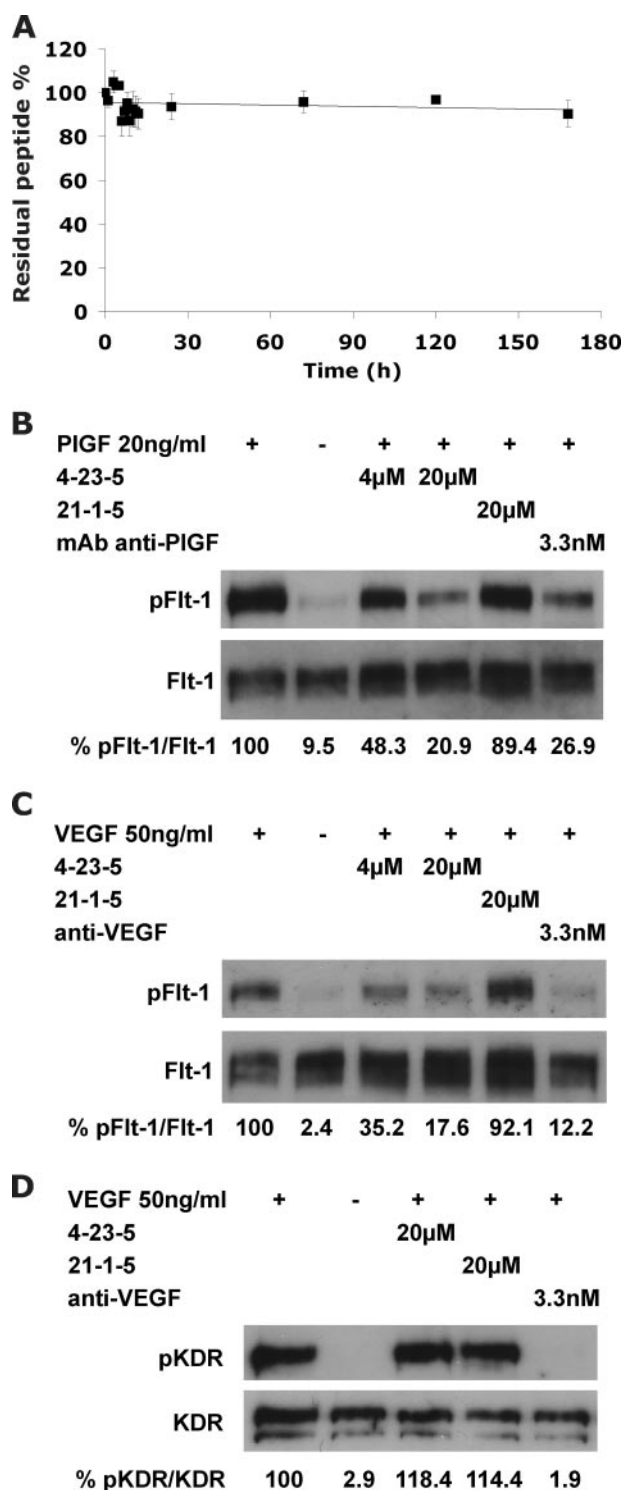 A
120
100
80
60
40
20
0
Residual peptide %
0 30 60 90 120 150 180
Time (h)
B
PlGF 20ng/ml + - + + + +
4-23-5 4µM 20µM
21-1-5 20µM
mAb anti-PlGF 3.3nM
pFlt-1
Flt-1
% pFlt-1/Flt-1 100 9.5 48.3 20.9 89.4 26.9
C
VEGF 50ng/ml + - + + + +
4-23-5 4µM 20µM
21-1-5 20µM
anti-VEGF 3.3nM
pFlt-1
Flt-1
% pFlt-1/Flt-1 100 2.4 35.2 17.6 92.1 12.2
D
VEGF 50ng/ml + - + + +
4-23-5 20µM
21-1-5 20µM
anti-VEGF 3.3nM
pKDR
KDR
% pKDR/KDR 100 2.9 118.4 114.4 1.9